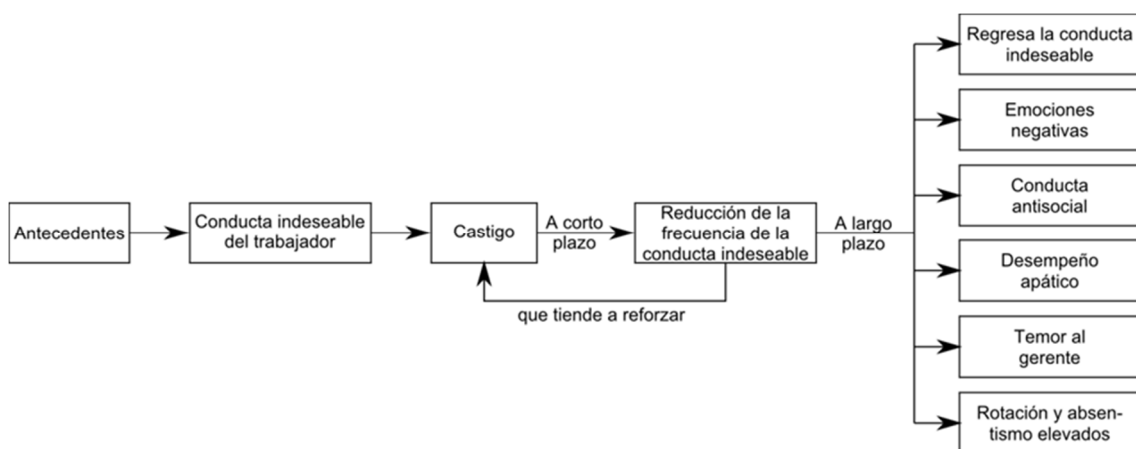 Antecedentes
Conducta indeseable
del trabajador
Castigo
A corto
plazo
Reducción de la
frecuencia de la
conducta indeseable
que tiende a reforzar
A largo
plazo
Regresa la conducta
indeseable
Emociones
negativas
Conducta
antisocial
Desempeño
apático
Temor al
gerente
Rotación y absen-
tismo elevados